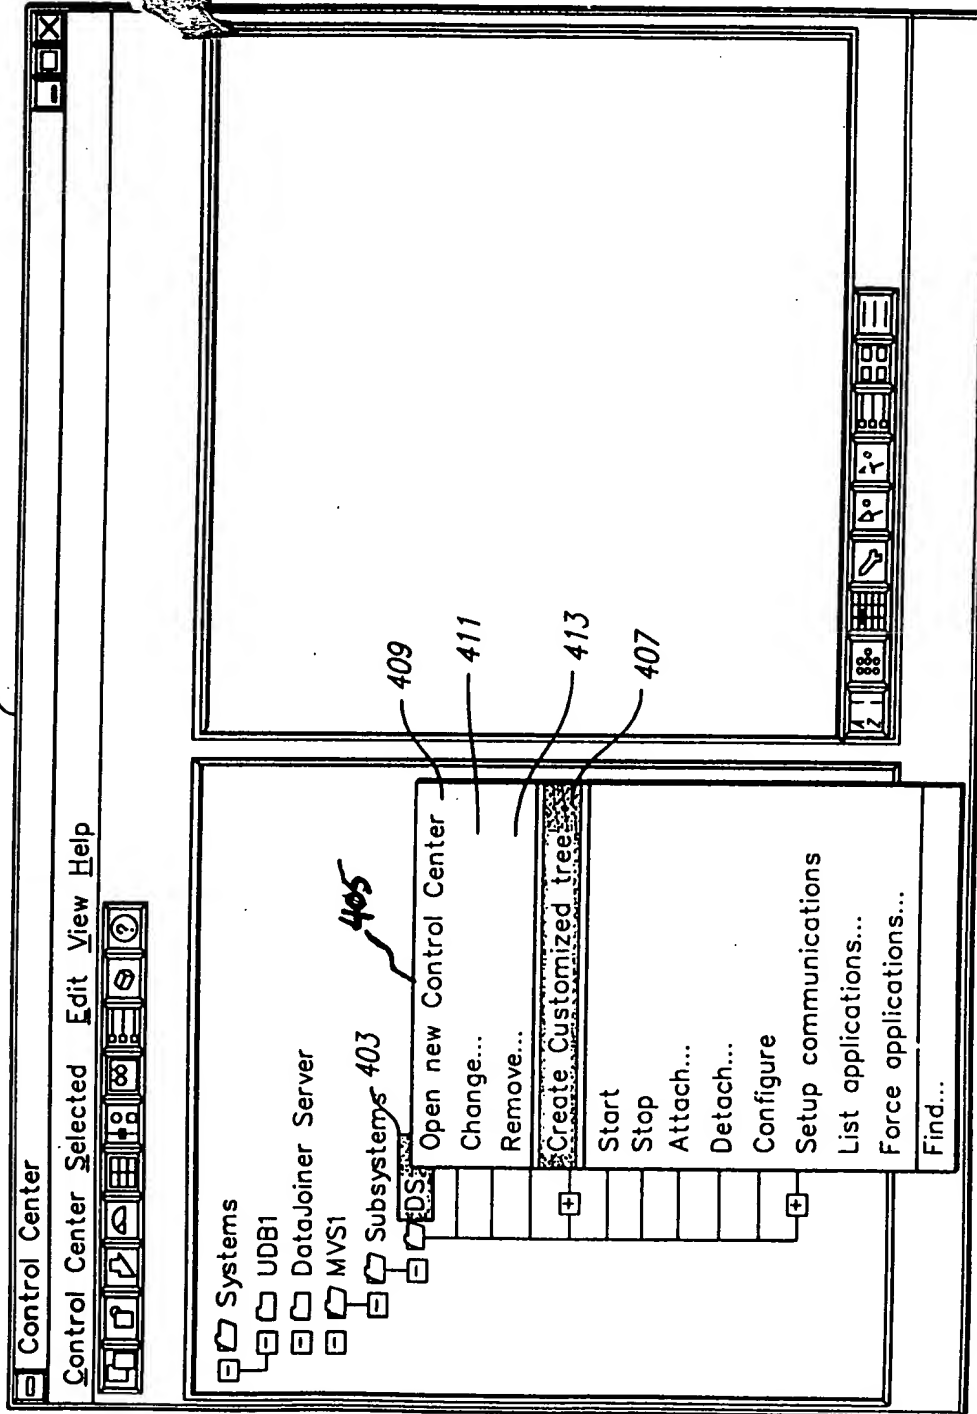 Control Center
Control Center Selected Edit View Help
Systems
UDB1
DataJoiner Server
MVS1
Subsystems 403
DS
405
Open new Control Center 409
Change... 411
Remove... 413
Create Customized tree 407
Start
Stop
Attach...
Detach...
Configure
Setup communications
List applications...
Force applications...
Find...